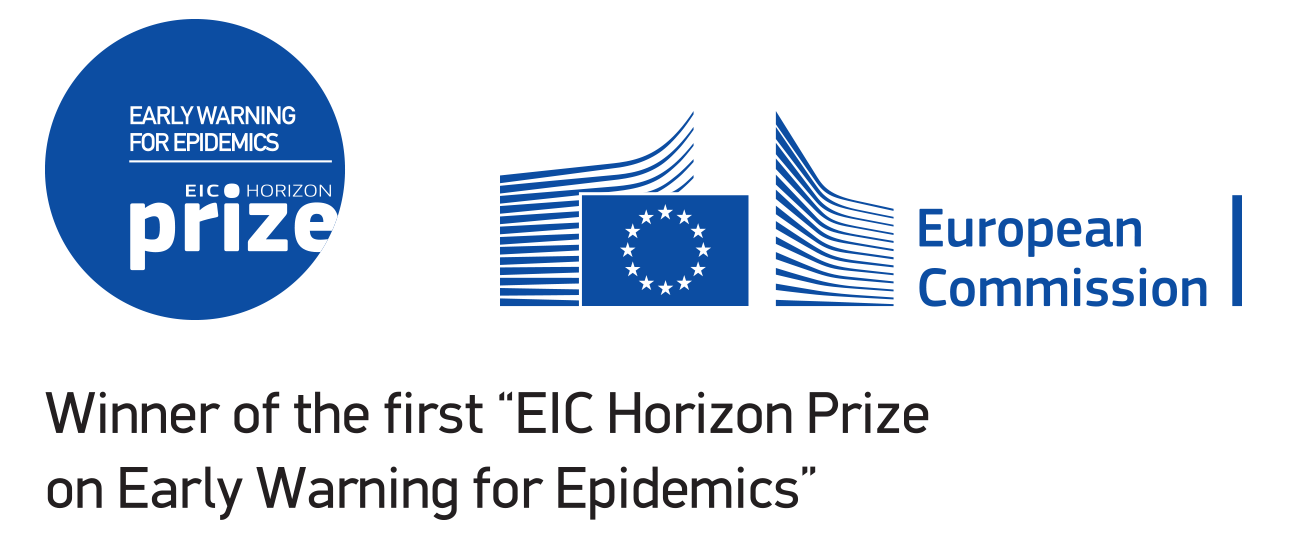 EARLY WARNING
FOR EPIDEMICS
EIC HORIZON
prize
European
Commission
Winner of the first “EIC Horizon Prize
on Early Warning for Epidemics”